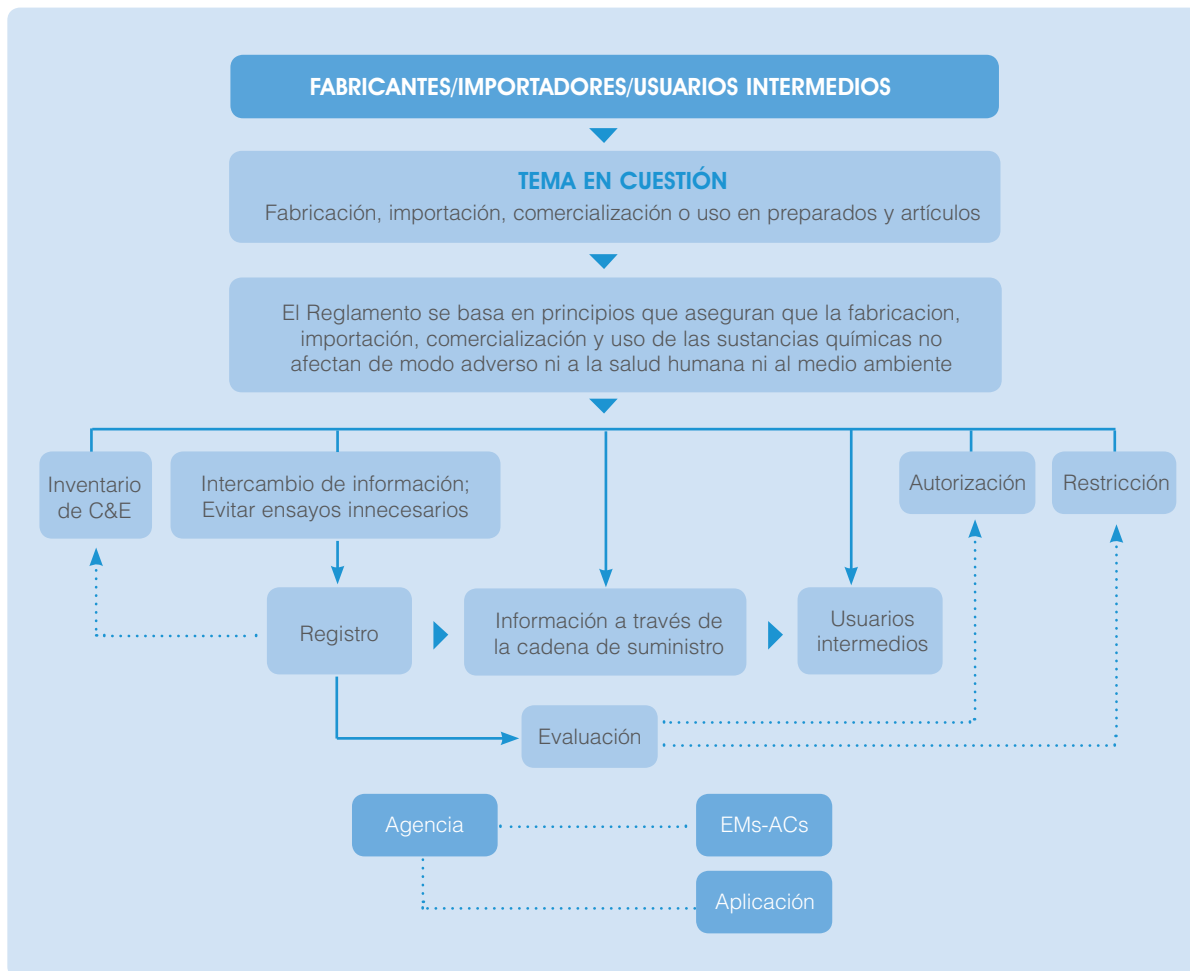 FABRICANTES/IMPORTADORES/USUARIOS INTERMEDIOS
TEMA EN CUESTIÓN
Fabricación, importación, comercialización o uso en preparados y artículos
El Reglamento se basa en principios que aseguran que la fabricacion,
importación, comercialización y uso de las sustancias químicas no
afectan de modo adverso ni a la salud humana ni al medio ambiente
Inventario
de C&E
Intercambio de información;
Evitar ensayos innecesarios
Autorización
Restricción
Registro
Información a través de
la cadena de suministro
Usuarios
intermedios
Evaluación
Agencia
EMs-ACs
Aplicación